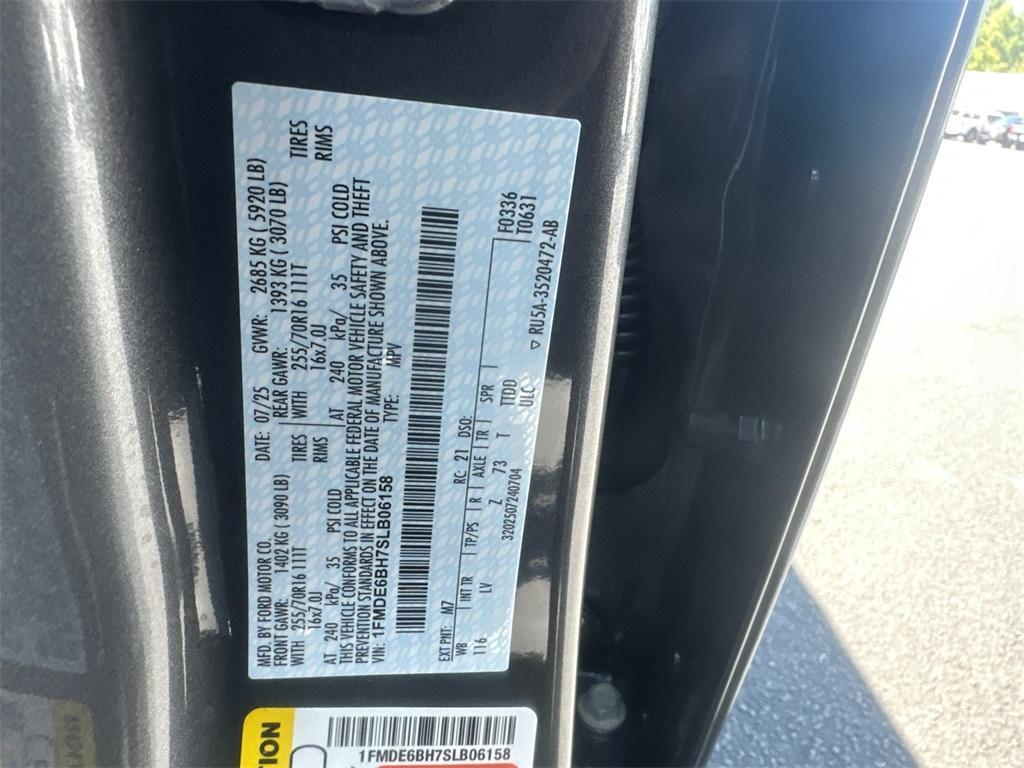 MFD. BY FORD MOTOR CO. DATE: 07/25 GVWR: 2685 KG ( 5920 LB)
FRONT GAWR: 1402 KG ( 3090 LB) REAR GAWR: 1393 KG ( 3070 LB)
WITH 255/70R16 111T TIRES WITH 255/70R16 111T TIRES
16x7.0J RIMS 16x7.0J RIMS
AT 240 kPa/ 35 PSI COLD AT 240 kPa/ 35 PSI COLD
THIS VEHICLE CONFORMS TO ALL APPLICABLE FEDERAL MOTOR VEHICLE SAFETY AND THEFT
PREVENTION STANDARDS IN EFFECT ON THE DATE OF MANUFACTURE SHOWN ABOVE.
VIN: 1FMDE6BH7SLB06158 TYPE: MPV
EXT PNT: M7 RC: 21 DSO: F0336
WB INT TR TP/PS R AXLE TR SPR T0631
116 LV Z 73 T TTDD
ULC
3202507240704 ▽ RU5A-3520472-AB
TION
1FMDE6BH7SLB06158